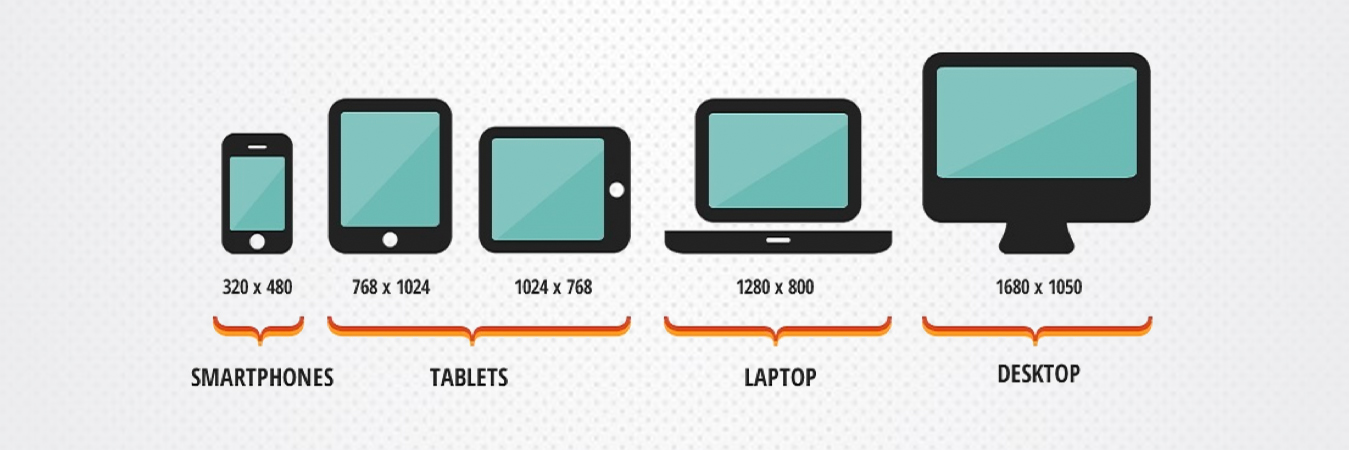 320 x 480
768 x 1024
1024 x 768
1280 x 800
1680 x 1050
SMARTPHONES
TABLETS
LAPTOP
DESKTOP